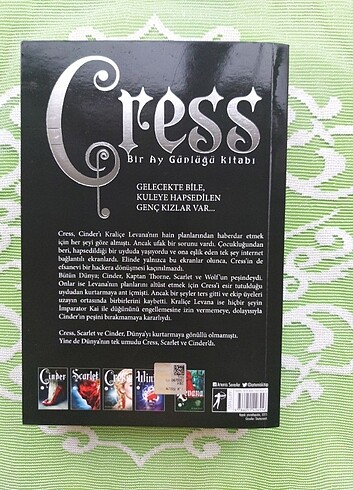 Cress
Bir Ay Günlüğü Kitabı
GELECEKTE BİLE,
KULEYE HAPSEDİLEN
GENÇ KIZLAR VAR...
Cress, Cinder'ı Kraliçe Levana'nın hain planlarından haberdar etmek
için her şeyi göze almıştı. Ancak ufak bir sorunu vardı. Çocukluğundan
beri, hapsedildiği bir uyduda yaşıyordu ve ona eşlik eden tek şey internet
bağlantılı ekranlardı. Elinde yalnızca bu ekranlar olunca, Cress'in de
efsanevi bir hackera dönüşmesi kaçınılmazdı.
Bütün Dünya; Cinder, Kaptan Thorne, Scarlet ve Wolf'un peşindeydi.
Onlar ise Levana'nın planlarını altüst etmek için Cress'i esir tutulduğu
uydudan kurtarmaya ant içmişti. Ancak bir şeyler ters gitti ve ekip üyeleri
uzayın ortasında birbirlerini kaybetti. Kraliçe Levana ise hiçbir şeyin
İmparator Kai ile düğününü engellemesine izin vermemeye, dolayısıyla
Cinder'in peşini bırakmamaya kararlıydı.
Cress, Scarlet ve Cinder, Dünya'yı kurtarmaya gönüllü olmamıştı.
Yine de Dünya'nın tek umudu Cress, Scarlet ve Cinder'dı.
Cinder
Scarlet
Cress